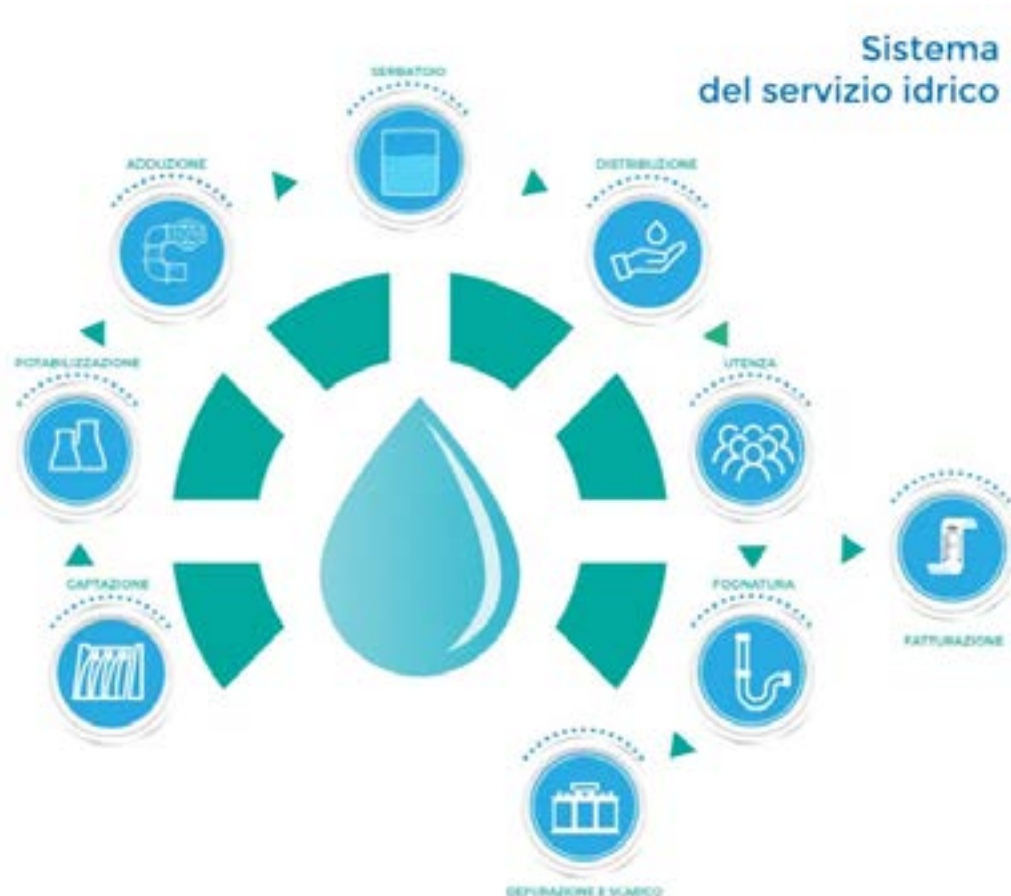 Sistema
del servizio idrico
SERBATOIO
ADDUZIONE
DISTRIBUZIONE
POTABILIZZAZIONE
UTENZA
CAPTAZIONE
FOGNATURA
FATTURAZIONE
DEPURAZIONE E SCARICO